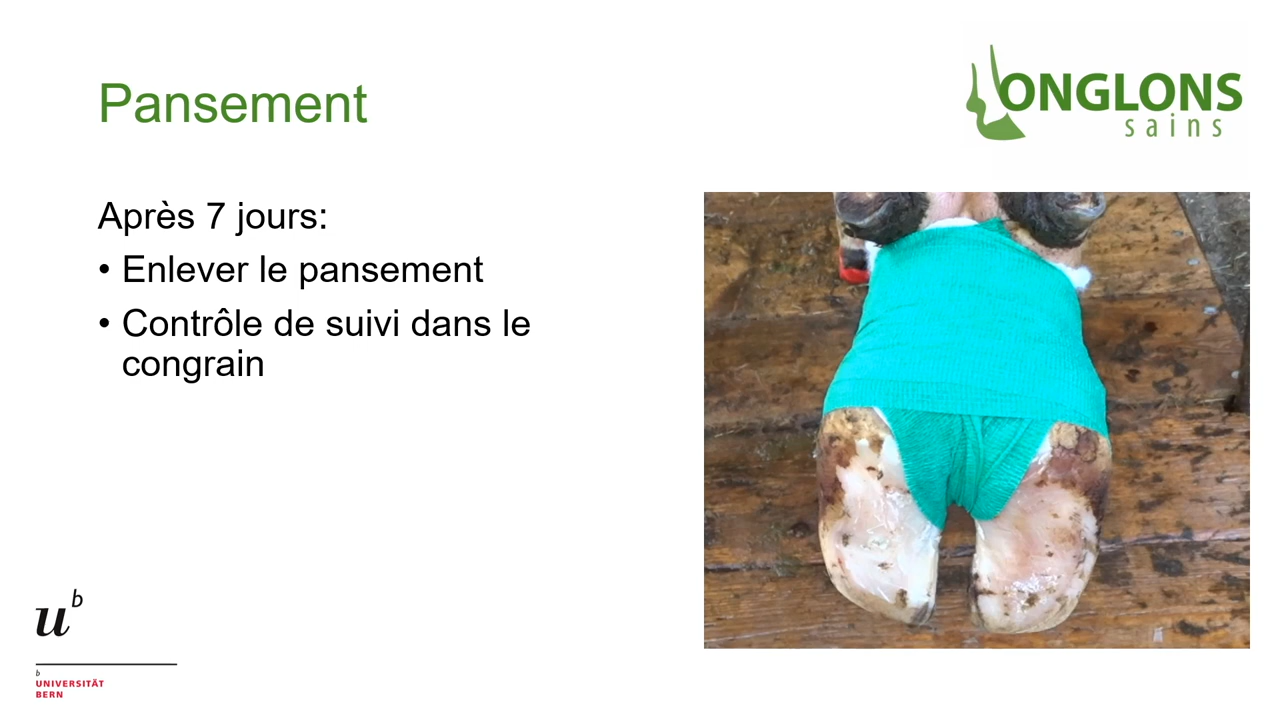 Pansement
ONGLONS
sains
Après 7 jours:
• Enlever le pansement
• Contrôle de suivi dans le
congrain
u b
b
UNIVERSITÄT
BERN